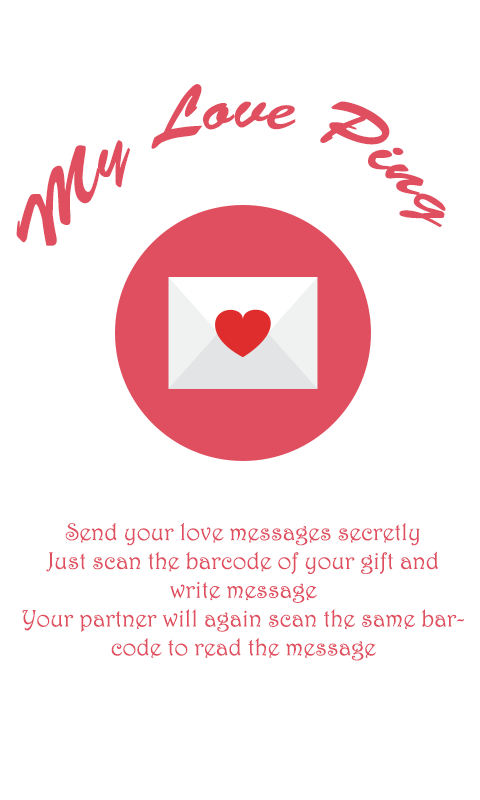 My Love Ping
Send your love messages secretly
Just scan the barcode of your gift and
write message
Your partner will again scan the same bar-
code to read the message